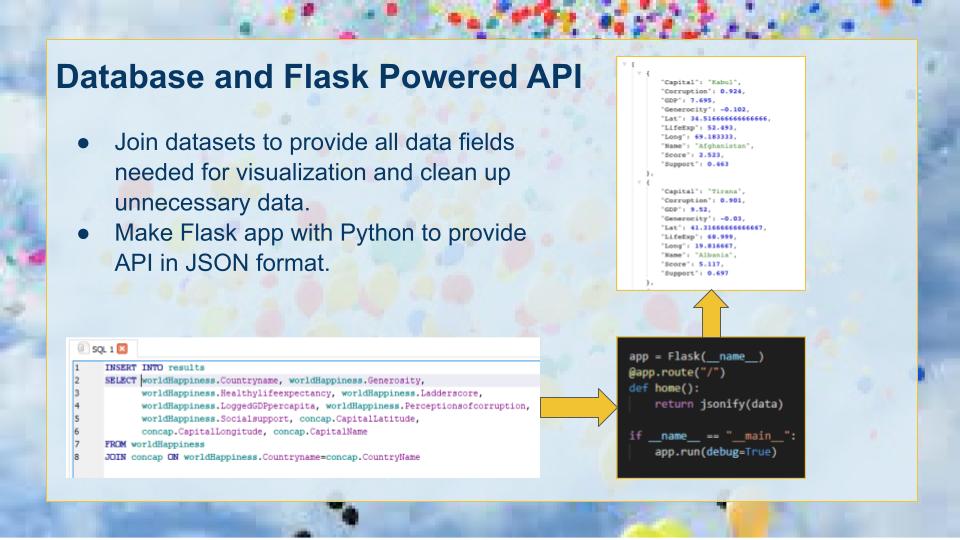 Database and Flask Powered API
● Join datasets to provide all data fields
needed for visualization and clean up
unnecessary data.
● Make Flask app with Python to provide
API in JSON format.
[
{
"Capital": "Kabul",
"Corruption": 0.924,
"GDP": 7.695,
"Generocity": -0.102,
"Lat": 34.516666666666666,
"LifeExp": 52.493,
"Long": 69.183333,
"Name": "Afghanistan",
"Score": 2.523,
"Support": 0.463
},
{
"Capital": "Tirana",
"Corruption": 0.901,
"GDP": 9.52,
"Generocity": -0.03,
"Lat": 41.31666666666667,
"LifeExp": 68.999,
"Long": 19.816667,
"Name": "Albania",
"Score": 5.117,
"Support": 0.697
},
SQL 1
1 INSERT INTO results
2 SELECT worldHappiness.Countryname, worldHappiness.Generosity,
3 worldHappiness.Healthylifeexpectancy, worldHappiness.Ladderscore,
4 worldHappiness.LoggedGDPpercapita, worldHappiness.Perceptionsofcorruption,
5 worldHappiness.Socialsupport, concap.CapitalLatitude,
6 concap.CapitalLongitude, concap.CapitalName
7 FROM worldHappiness
8 JOIN concap ON worldHappiness.Countryname=concap.CountryName
app = Flask(__name__)
@app.route("/")
def home():
return jsonify(data)
if __name__ == "__main__":
app.run(debug=True)